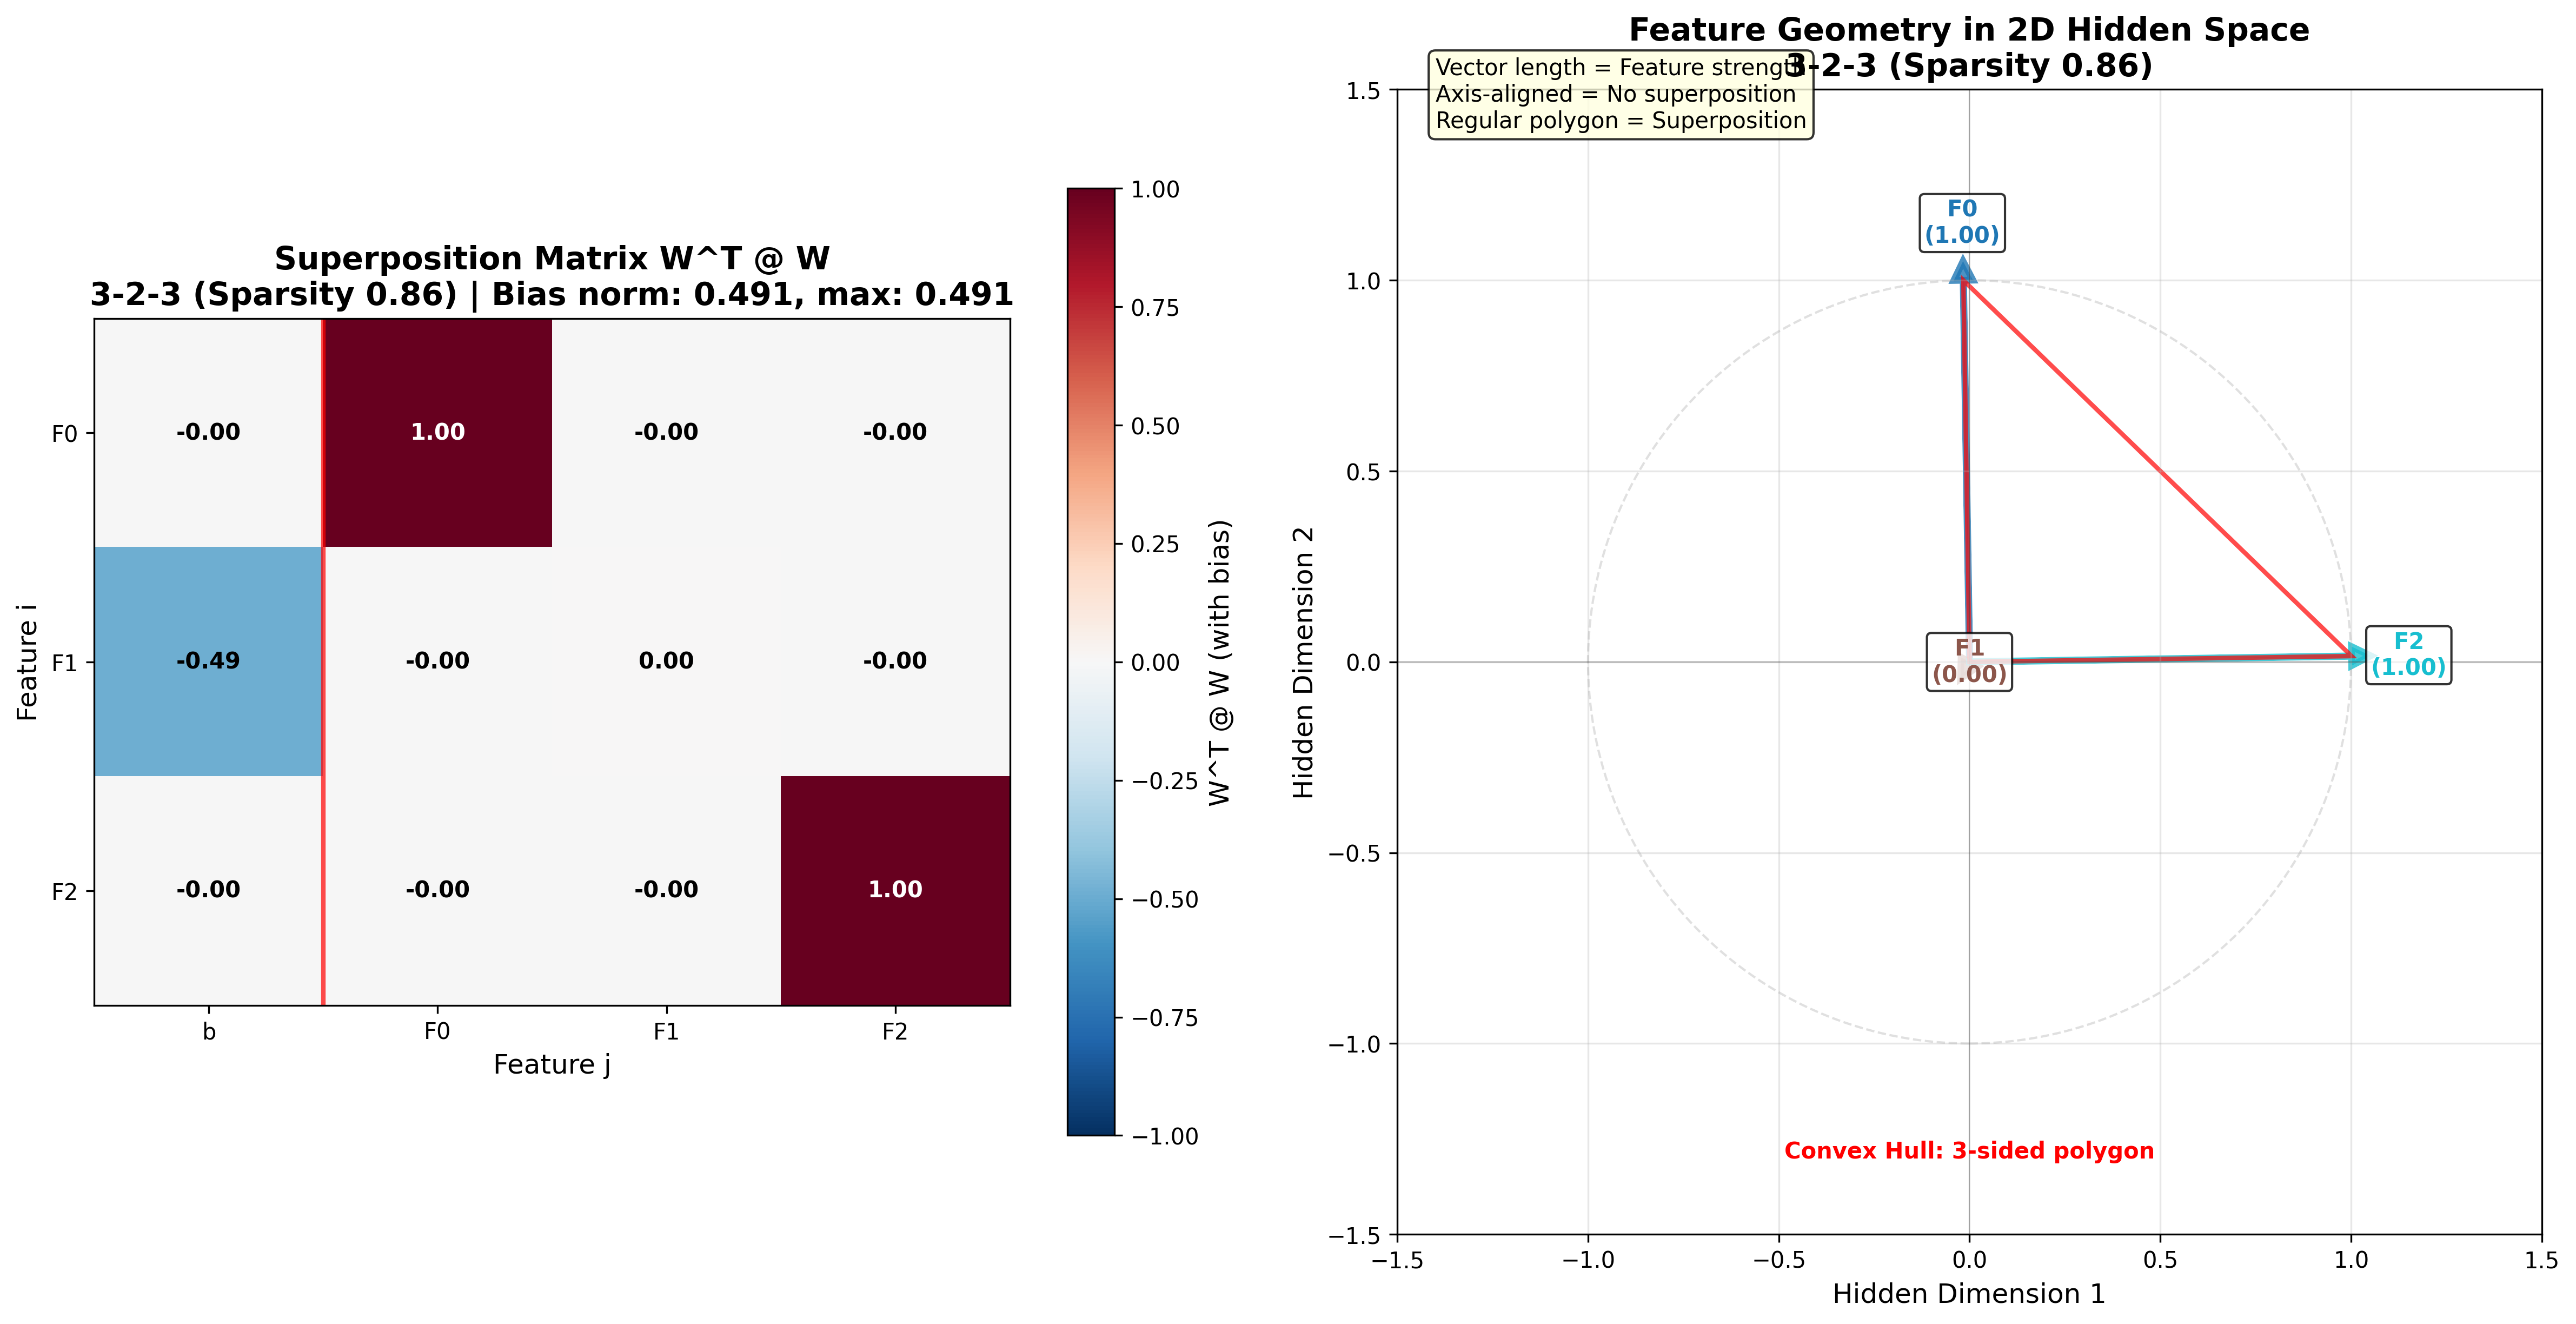 Superposition Matrix W^T @ W
3-2-3 (Sparsity 0.86) | Bias norm: 0.491, max: 0.491
Feature i
F0
F1
F2
-0.00
1.00
-0.00
-0.00
-0.49
-0.00
0.00
-0.00
-0.00
-0.00
-0.00
1.00
b
F0
F1
F2
Feature j
1.00
0.75
0.50
0.25
0.00
−0.25
−0.50
−0.75
−1.00
W^T @ W (with bias)
Feature Geometry in 2D Hidden Space
3-2-3 (Sparsity 0.86)
Vector length = Feature strength
Axis-aligned = No superposition
Regular polygon = Superposition
Hidden Dimension 2
1.5
1.0
0.5
0.0
−0.5
−1.0
−1.5
F0
(1.00)
F1
(0.00)
F2
(1.00)
Convex Hull: 3-sided polygon
−1.5
−1.0
−0.5
0.0
0.5
1.0
1.5
Hidden Dimension 1